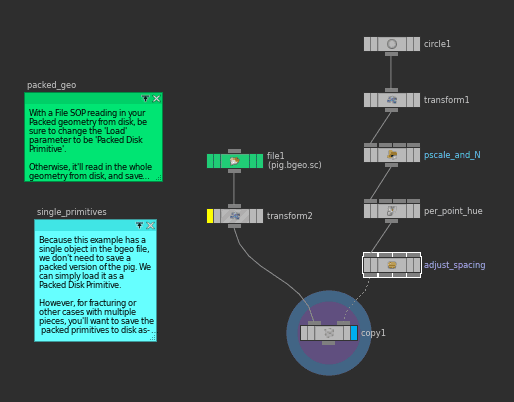 circle1
packed_geo
With a File SOP reading in your
Packed geometry from disk, be
sure to change the 'Load'
parameter to be 'Packed Disk
Primitive'.
Otherwise, it'll read in the whole
geometry from disk, and save...
transform1
file1
(pig.bgeo.sc)
pscale_and_N
single_primitives
Because this example has a
single object in the bgeo file,
we don't need to save a
packed version of the pig. We
can simply load it as a
Packed Disk Primitive.
However, for fracturing or
other cases with multiple
pieces, you'll want to save the
packed primitives to disk as-...
transform2
per_point_hue
adjust_spacing
copy1